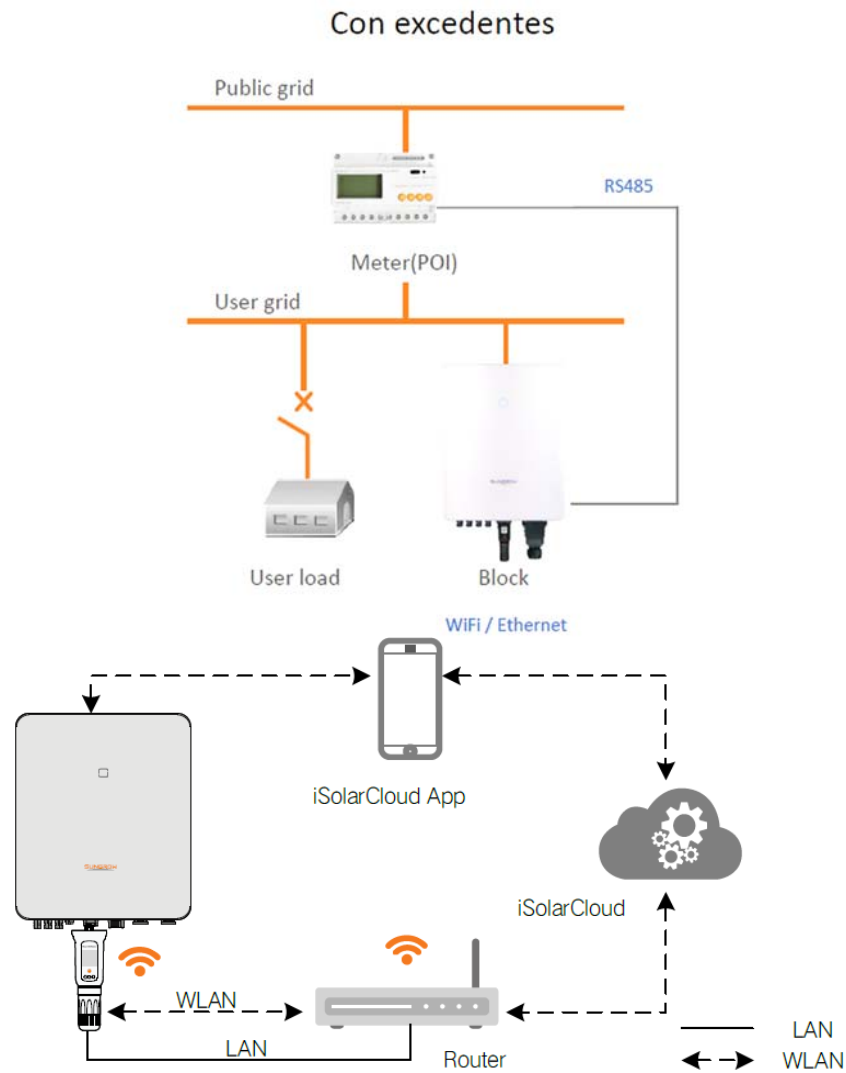 Con excedentes
Public grid
RS485
Meter(POI)
User grid
User load
Block
WiFi / Ethernet
iSolarCloud App
SUNGROW
iSolarCloud
WLAN
LAN
Router
LAN
WLAN